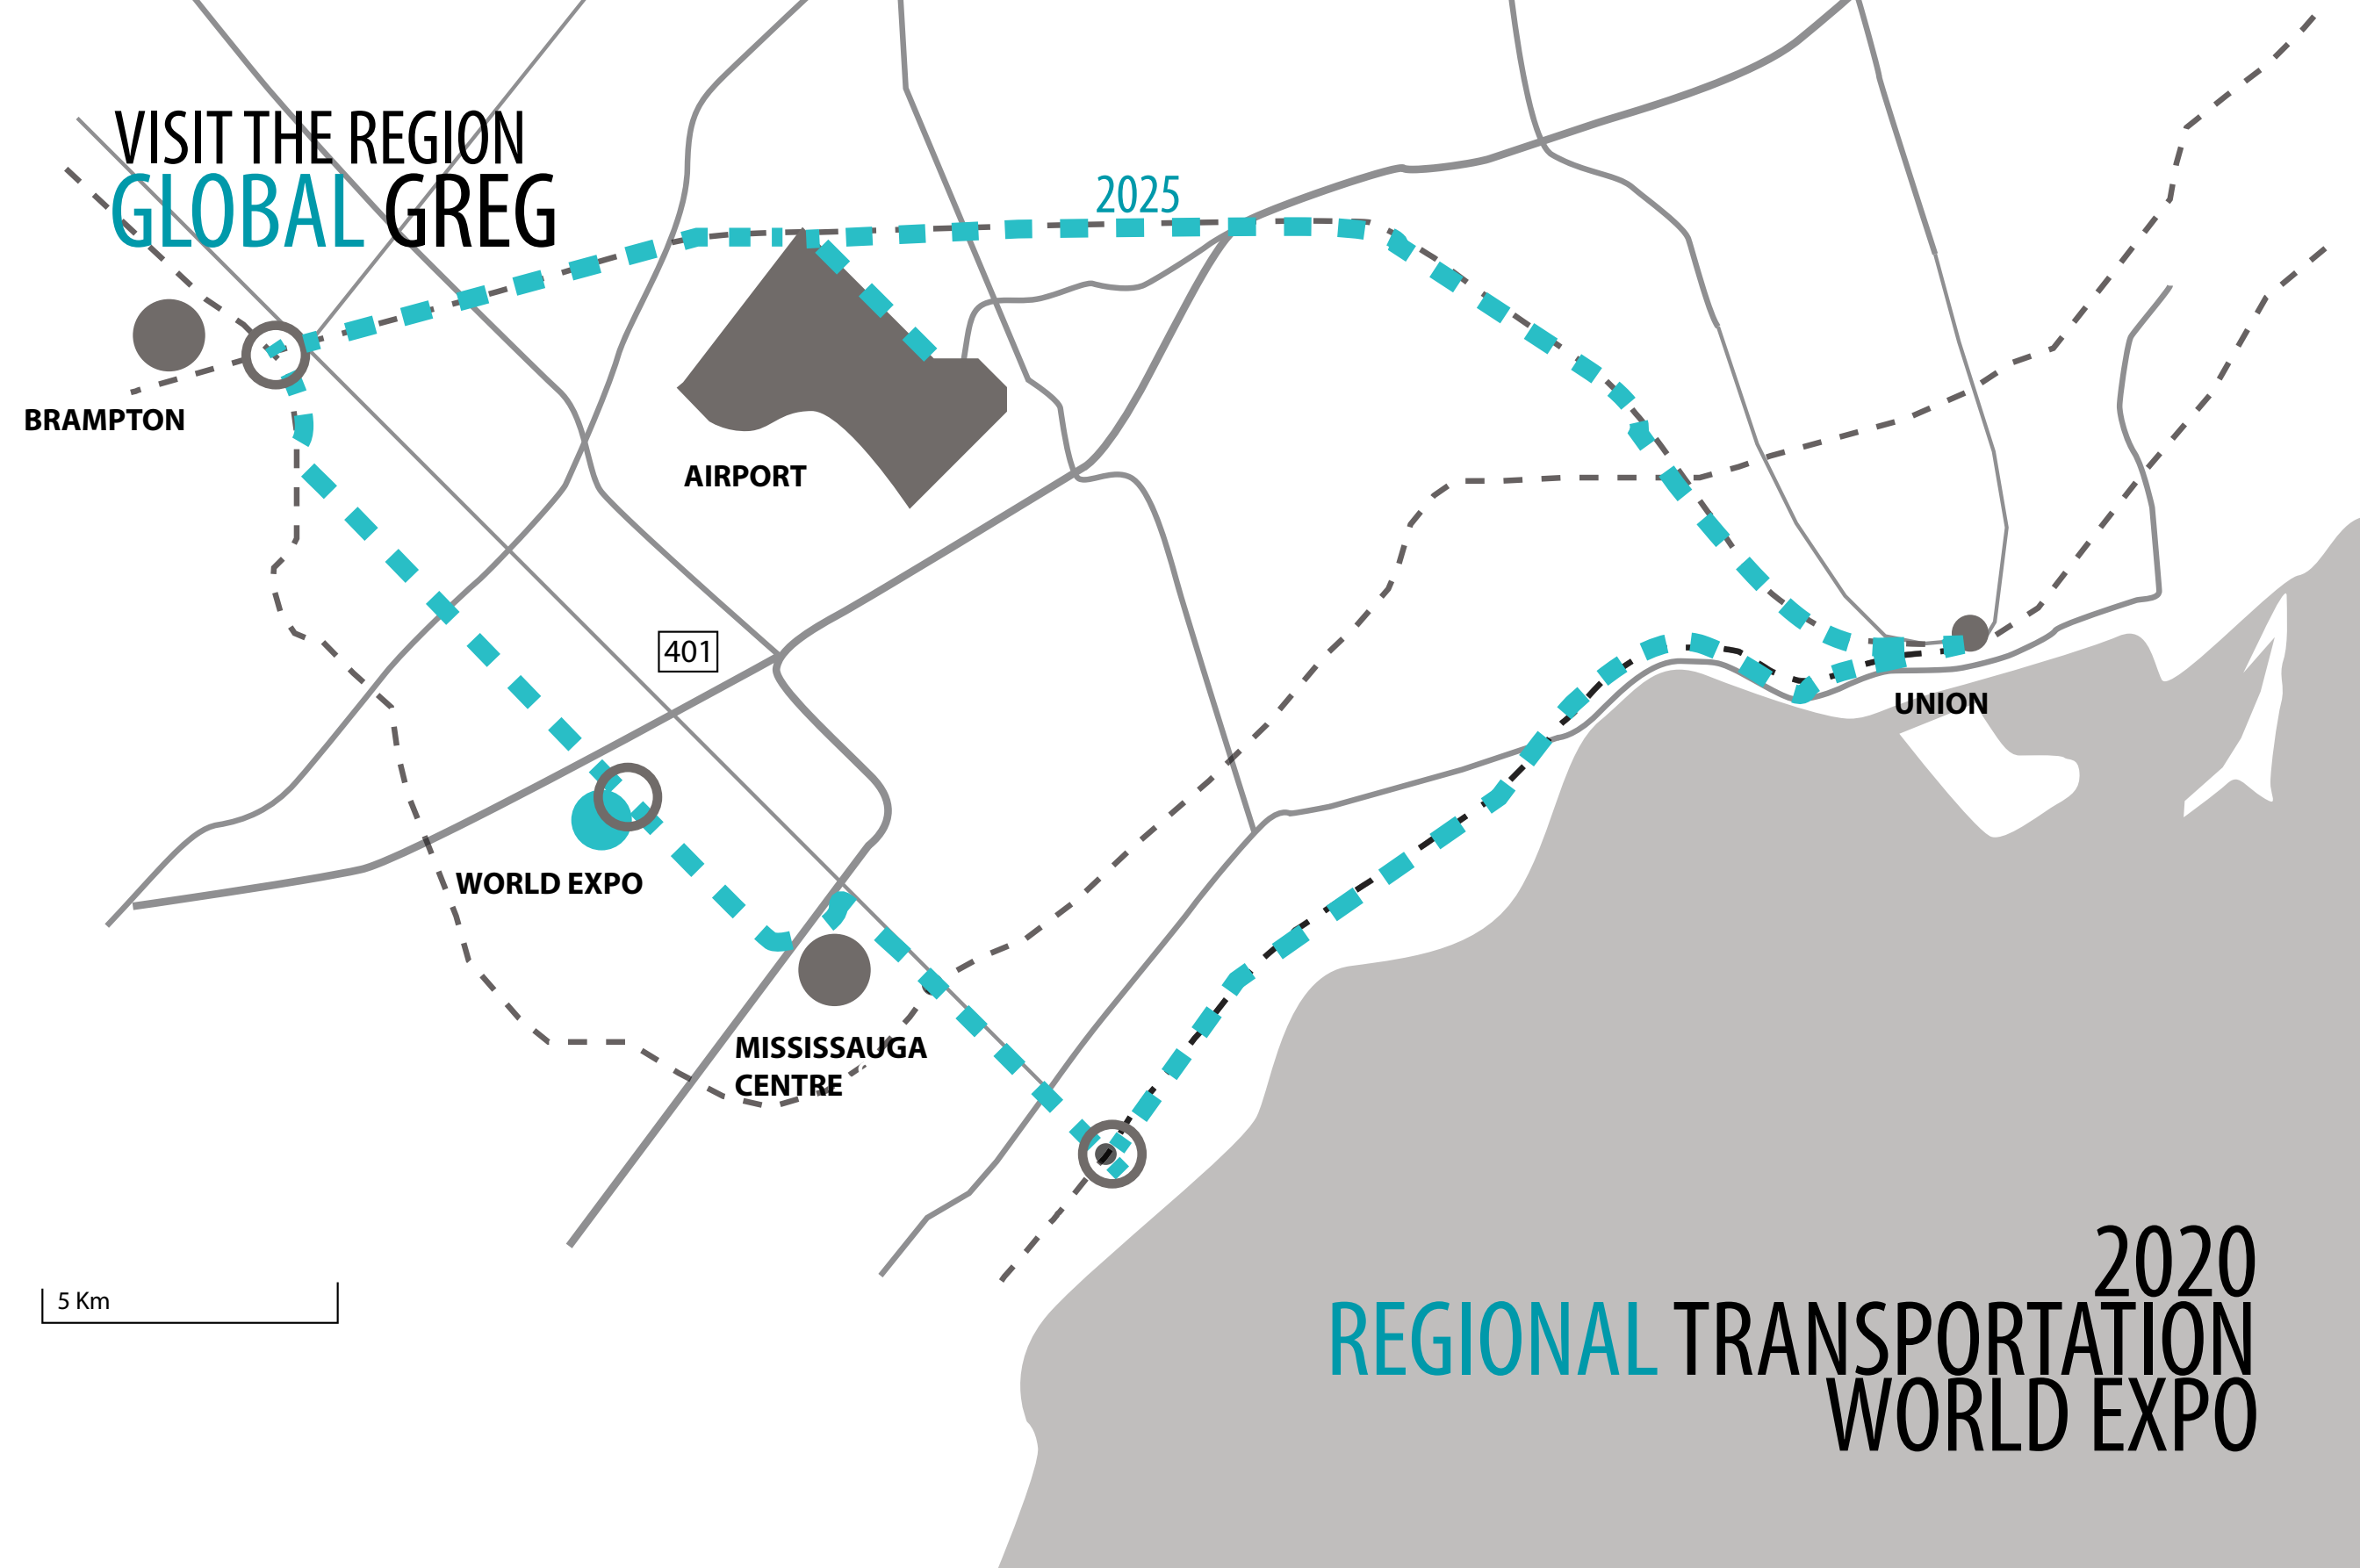 VISIT THE REGION
GLOBAL GREG
2025
BRAMPTON
AIRPORT
401
UNION
WORLD EXPO
MISSISSAUGA
CENTRE
5 Km
2020
REGIONAL TRANSPORTATION
WORLD EXPO